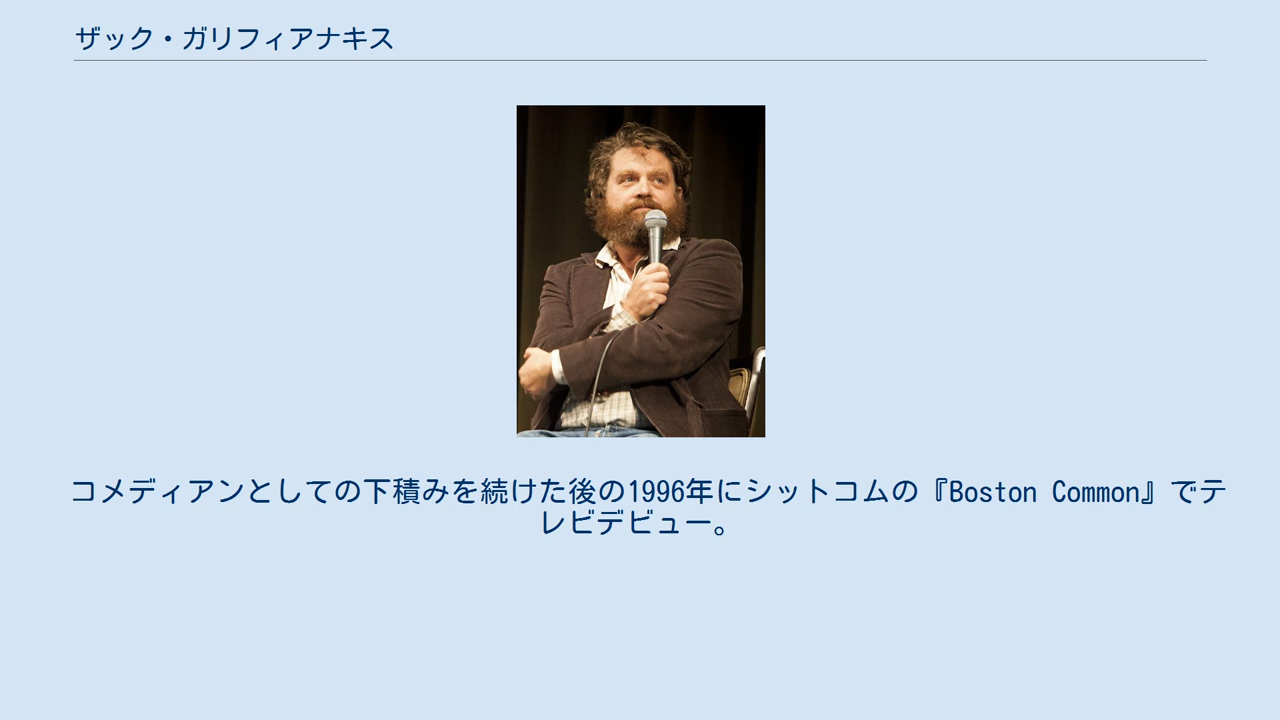 ザック・ガリフィアナキス
コメディアンとしての下積みを続けた後の1996年にシットコムの『Boston Common』でテ
レビデビュー。